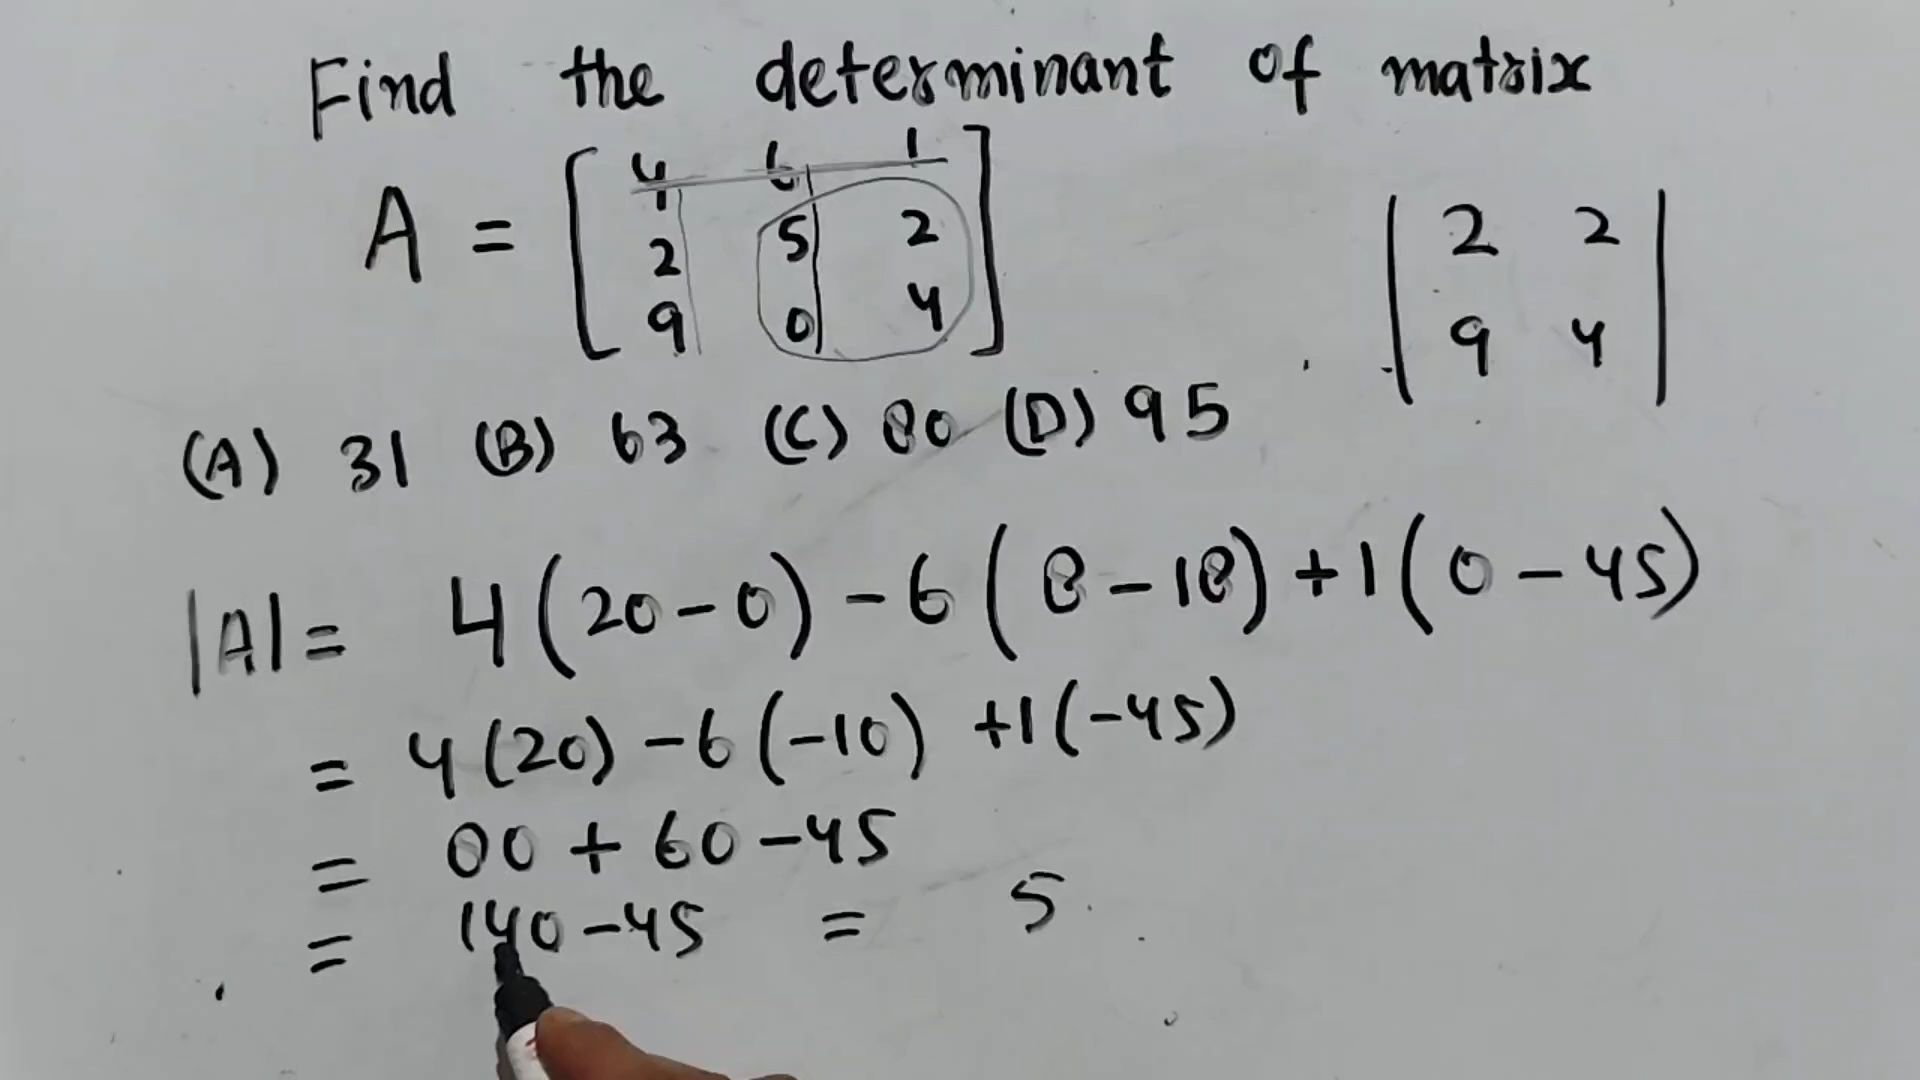 Find the determinant of matrix
A = [ 4 6 1
2 5 2
9 0 4 ]
| 2 2
9 4 |
(A) 31 (B) 63 (C) 80 (D) 95
|A| = 4(20-0) -6(8-18)+1(0-45)
= 4(20) -6(-10) +1(-45)
= 80 + 60 -45
= 140 -45 = 5